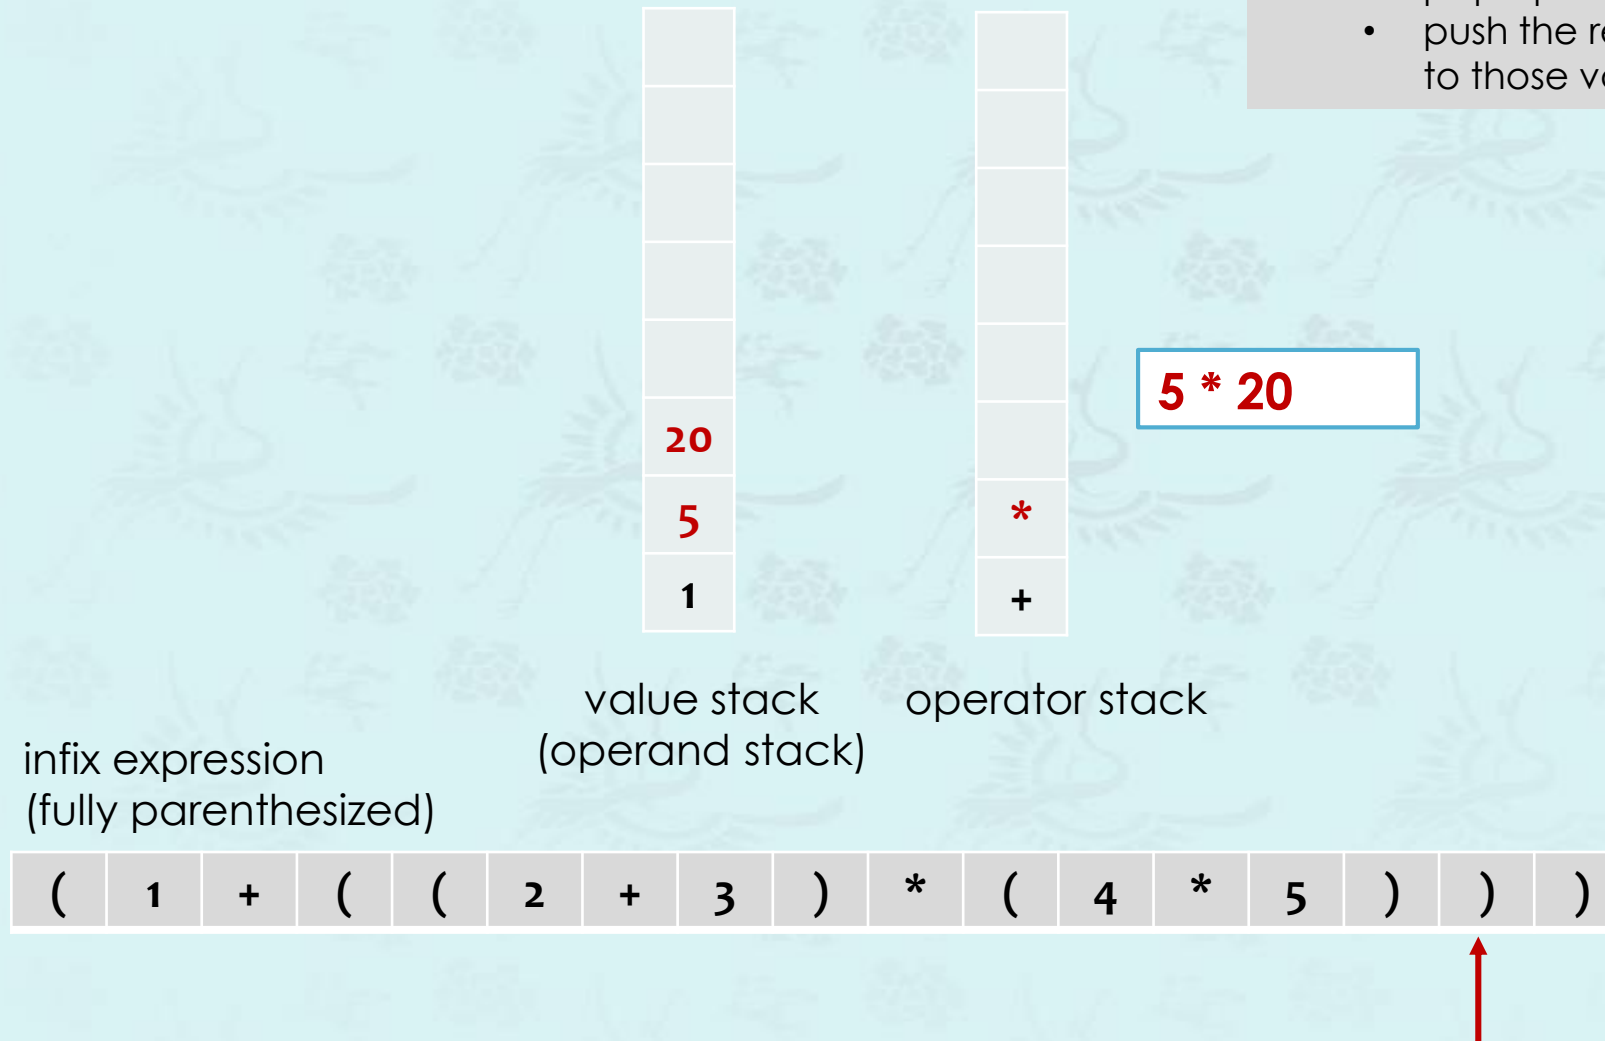 • push the
to those
5 * 20
20
5
1
*
+
value stack
(operand stack)
operator stack
infix expression
(fully parenthesized)
( 1 + ( ( 2 + 3 ) * ( 4 * 5 ) ) )